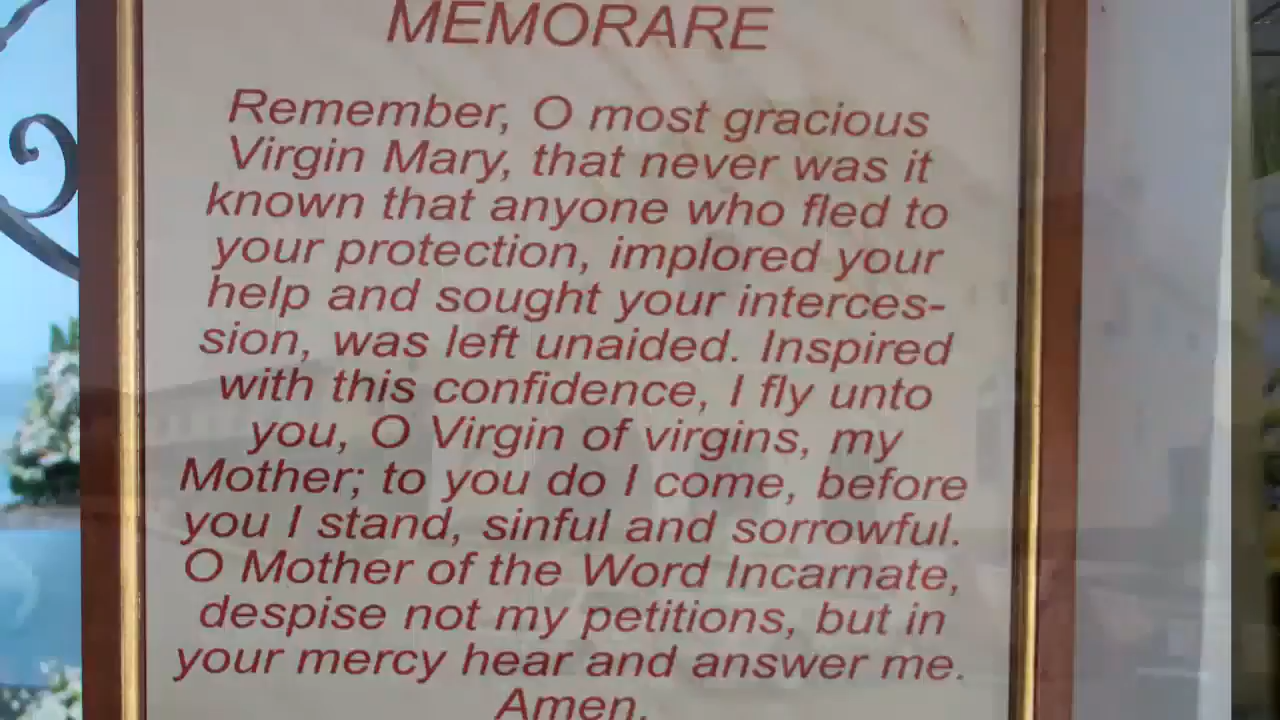 MEMORARE
Remember, O most gracious
Virgin Mary, that never was it
known that anyone who fled to
your protection, implored your
help and sought your interces-
sion, was left unaided. Inspired
with this confidence, I fly unto
you, O Virgin of virgins, my
Mother; to you do I come, before
you I stand, sinful and sorrowful.
O Mother of the Word Incarnate,
despise not my petitions, but in
your mercy hear and answer me.
Amen.